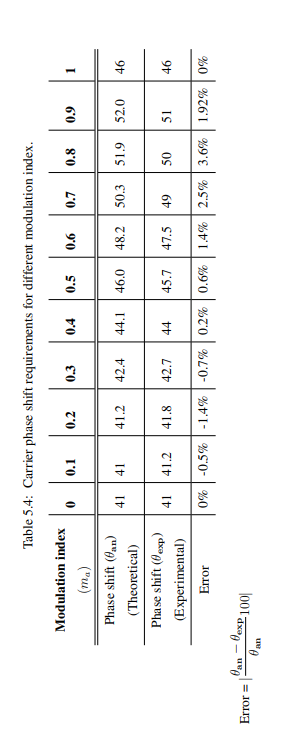 Table 5.4: Carrier phase shift requirements for different modulation index.
Modulation index (mₐ) 0 0.1 0.2 0.3 0.4 0.5 0.6 0.7 0.8 0.9 1
Phase shift (θan) (Theoretical) 41 41 41.2 42.4 44.1 46.0 48.2 50.3 51.9 52.0 46
Phase shift (θexp) (Experimental) 41 41.2 41.8 42.7 44 45.7 47.5 49 50 51 46
Error 0% -0.5% -1.4% -0.7% 0.2% 0.6% 1.4% 2.5% 3.6% 1.92% 0%
Error = |(θan − θexp)/θan 100|